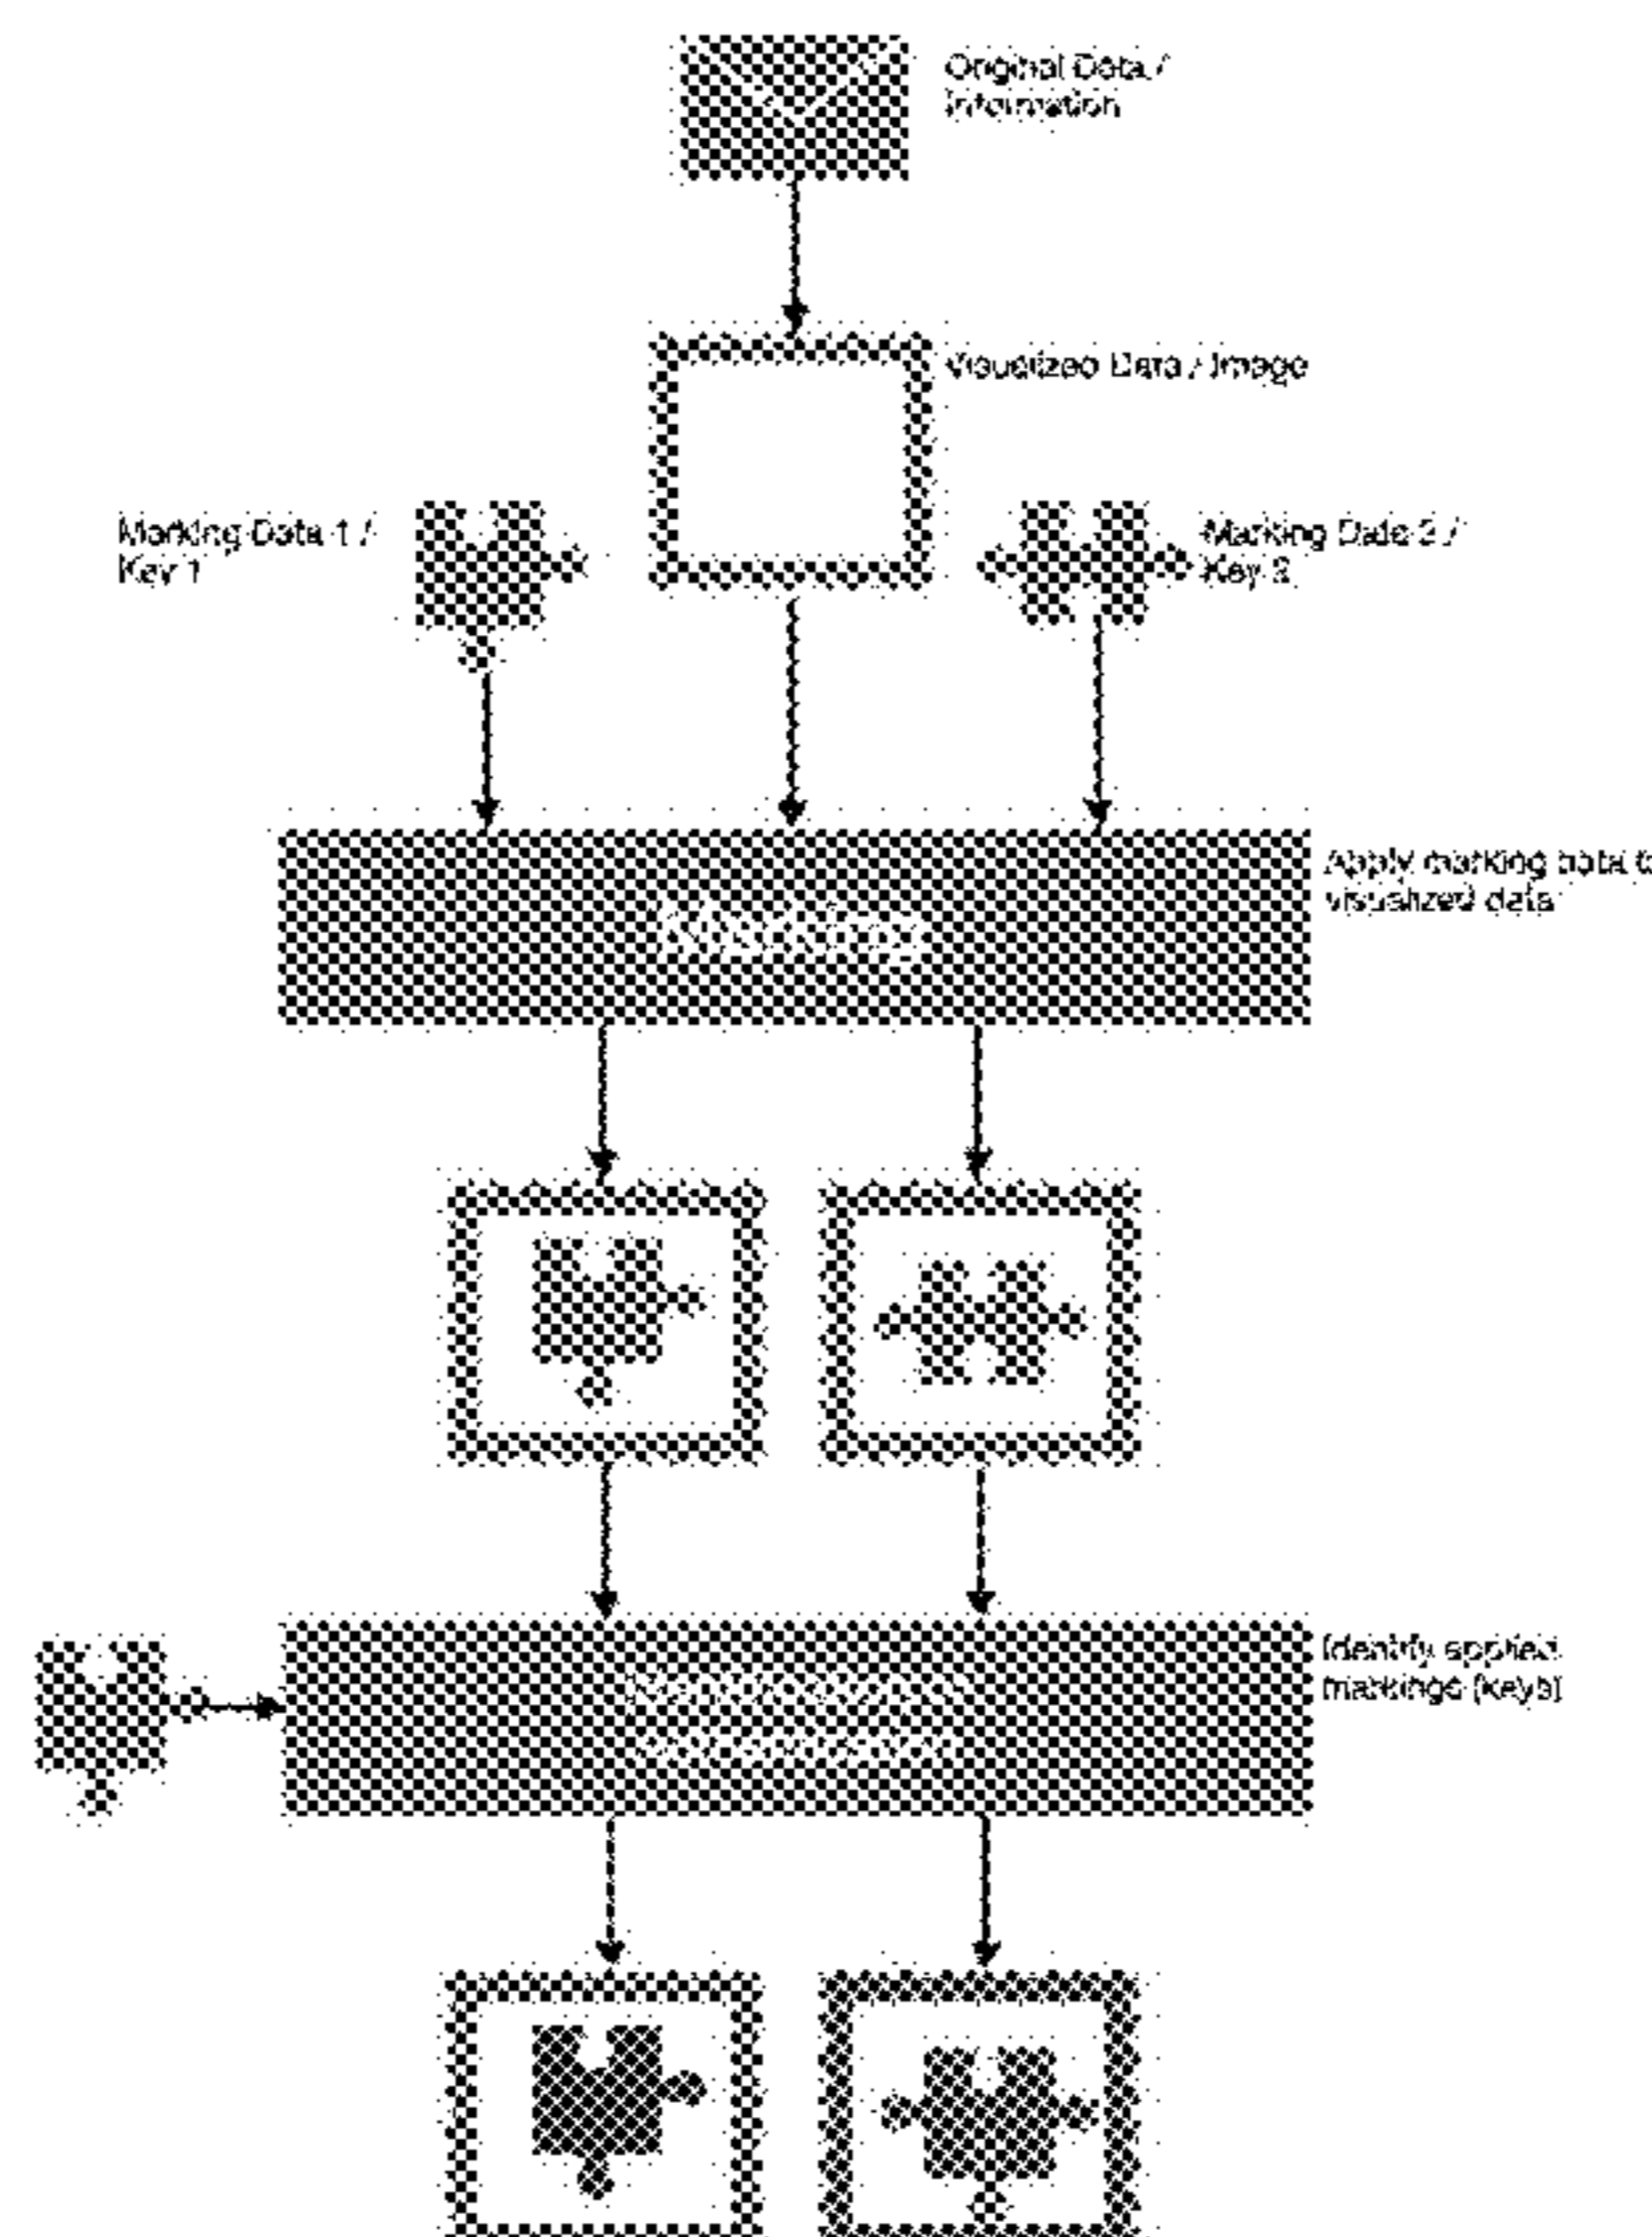 Original Data /
Information
Visualized Data / Image
Marking Data 1 /
Key 1
Marking Data 2 /
Key 2
Apply marking data
visualized data
Marking
Identify applied
markings (keys)